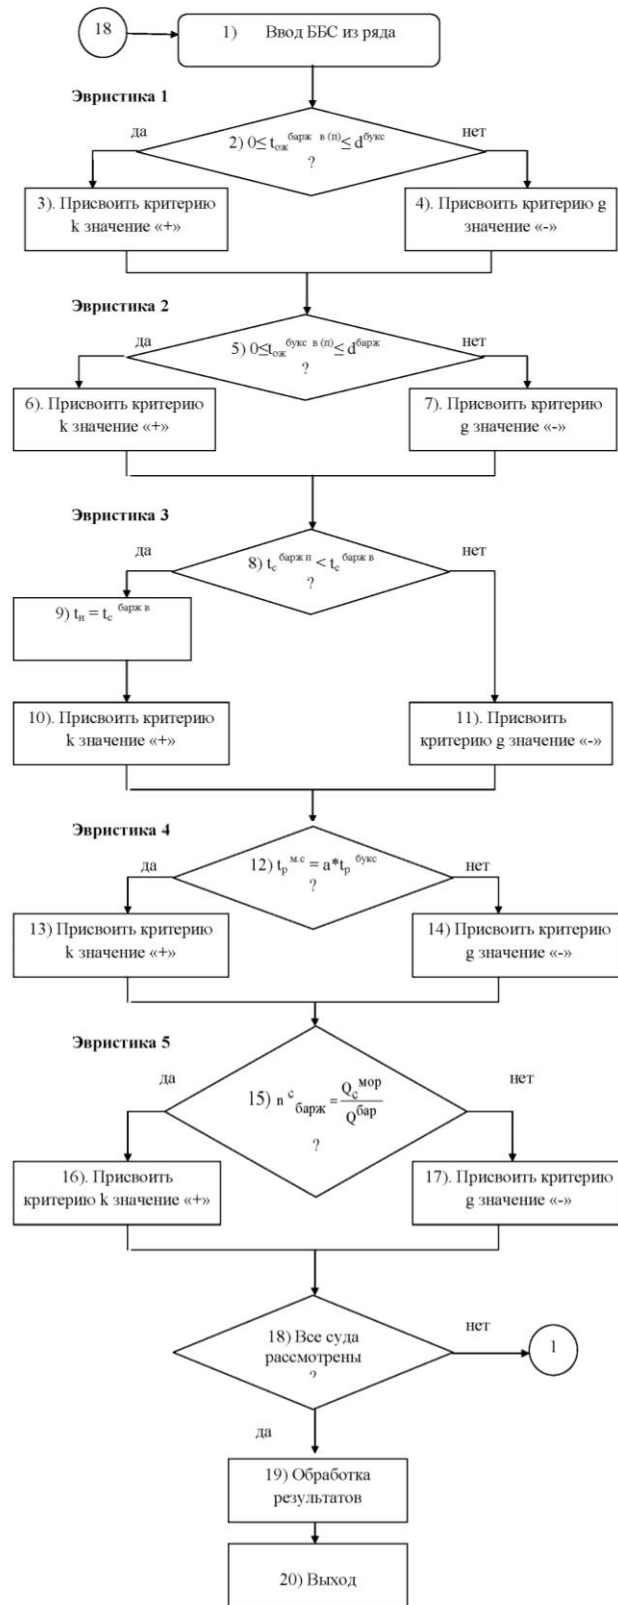 18
1) Ввод ББС из ряда
Эвристика 1
да
нет
2) 0≤ tож барж в (п)≤ dбукс
?
3). Присвоить критерию
k значение «+»
4). Присвоить критерию g
значение «-»
Эвристика 2
да
нет
5) 0≤tож букс в (п)≤ dбарж
?
6). Присвоить критерию
k значение «+»
7). Присвоить критерию
g значение «-»
Эвристика 3
да
нет
8) tс барж п < tс барж в
?
9) tн = tс барж в
10). Присвоить критерию
k значение «+»
11). Присвоить
критерию g значение «-»
Эвристика 4
да
нет
12) tр м.с = a*tр букс
?
13) Присвоить критерию
k значение «+»
14) Присвоить критерию
g значение «-»
Эвристика 5
да
нет
15) n с барж = Qс мор
Q бар
?
16). Присвоить
критерию k значение «+»
17). Присвоить критерию
g значение «-»
18) Все суда
рассмотрены
?
нет
1
да
19) Обработка
результатов
20) Выход